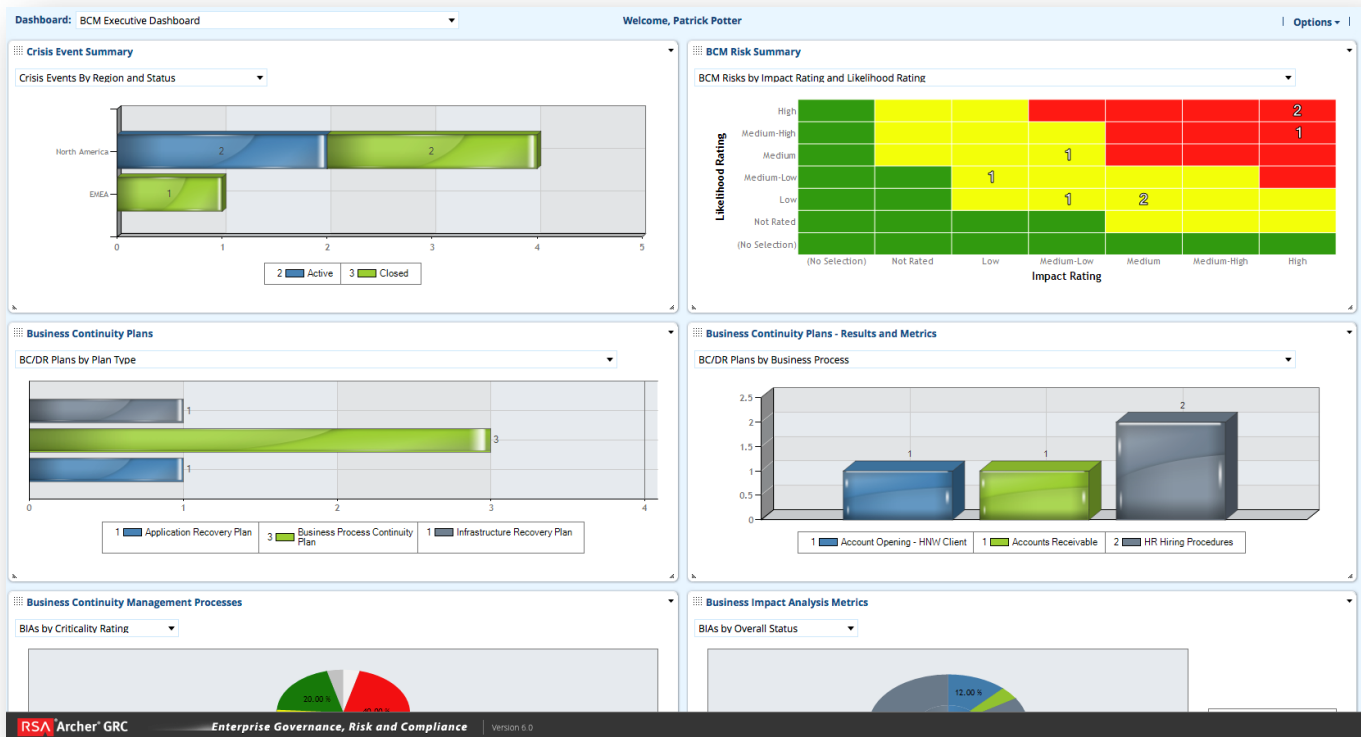 Dashboard: BCM Executive Dashboard
Welcome, Patrick Potter
Options
Crisis Event Summary
Crisis Events By Region and Status
North America
2
2
EMEA
1
0 1 2 3 4 5
2 Active 3 Closed
BCM Risk Summary
BCM Risks by Impact Rating and Likelihood Rating
Likelihood Rating
High 2
Medium-High 1
Medium 1
Medium-Low 1
Low 1 2
Not Rated
(No Selection)
(No Selection) Not Rated Low Medium-Low Medium Medium-High High
Impact Rating
Business Continuity Plans
BC/DR Plans by Plan Type
1
3
1
0 1 2 3 4
1 Application Recovery Plan 3 Business Process Continuity Plan 1 Infrastructure Recovery Plan
Business Continuity Plans - Results and Metrics
BC/DR Plans by Business Process
2.5
2
1.5
1
0.5
0
1 1 2
1 Account Opening - HNW Client 1 Accounts Receivable 2 HR Hiring Procedures
Business Continuity Management Processes
BIAs by Criticality Rating
20.00 %
Business Impact Analysis Metrics
BIAs by Overall Status
12.00 %
RSA Archer GRC Enterprise Governance, Risk and Compliance Version 6.0